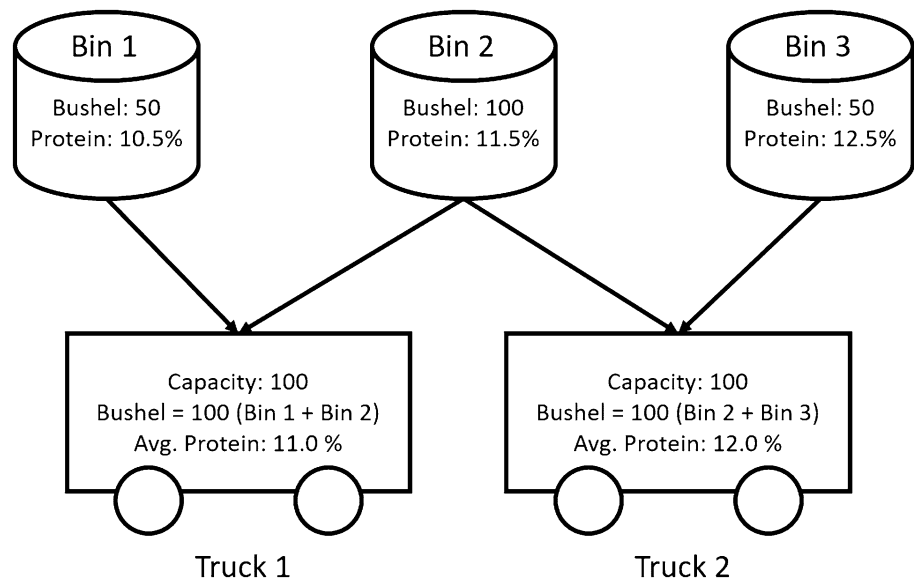 Bin 1
Bushel: 50
Protein: 10.5%
Bin 2
Bushel: 100
Protein: 11.5%
Bin 3
Bushel: 50
Protein: 12.5%
Capacity: 100
Bushel = 100 (Bin 1 + Bin 2)
Avg. Protein: 11.0 %
Truck 1
Capacity: 100
Bushel = 100 (Bin 2 + Bin 3)
Avg. Protein: 12.0 %
Truck 2